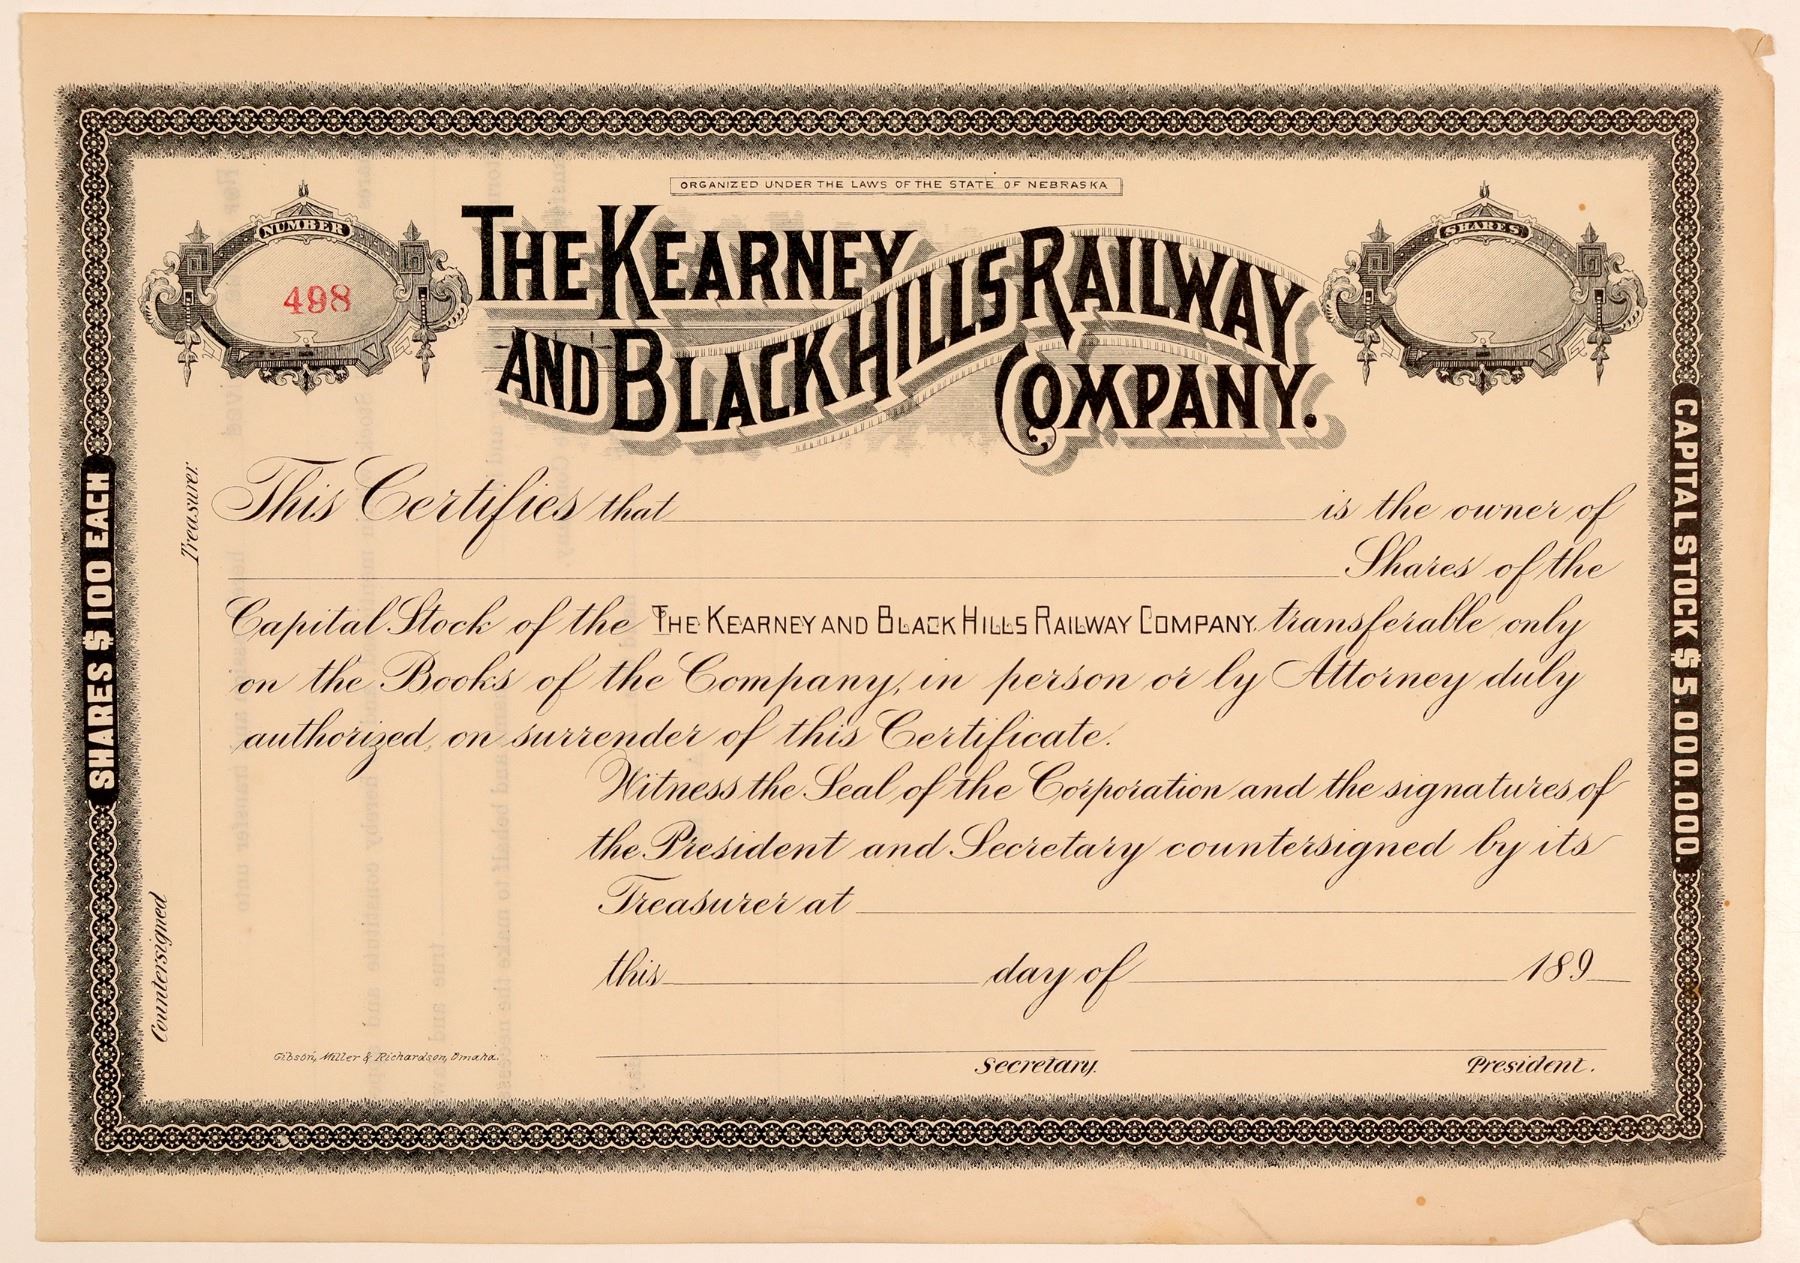 ORGANIZED UNDER THE LAWS OF THE STATE OF NEBRASKA
NUMBER
498
SHARES
THE KEARNEY
AND BLACK HILLS RAILWAY
COMPANY.
SHARES $100 EACH
CAPITAL STOCK $5,000,000.
Treasurer.
Countersigned
This Certifies that is the owner of
Shares of the
Capital Stock of the THE KEARNEY AND BLACK HILLS RAILWAY COMPANY. transferable only
on the Books of the Company, in person or by Attorney duly
authorized, on surrender of this Certificate.
Witness the Seal of the Corporation and the signatures of
the President and Secretary countersigned by its
Treasurer at
this day of 189
Gibson, Miller & Richardson, Omaha.
Secretary.
President.